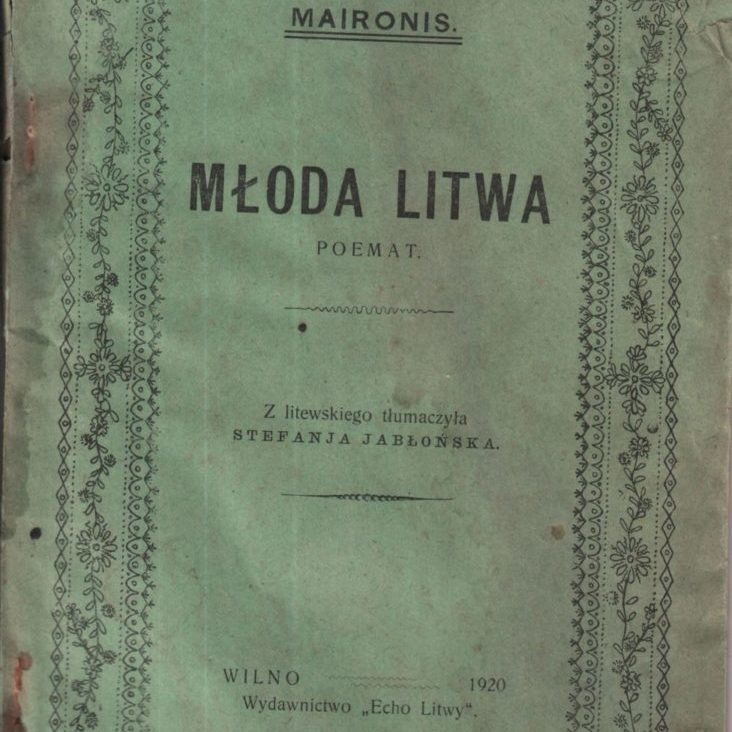 MAIRONIS.
MŁODA LITWA
POEMAT.
Z litewskiego tłumaczyła
STEFANJA JABŁOŃSKA.
WILNO 1920
Wydawnictwo „Echo Litwy".